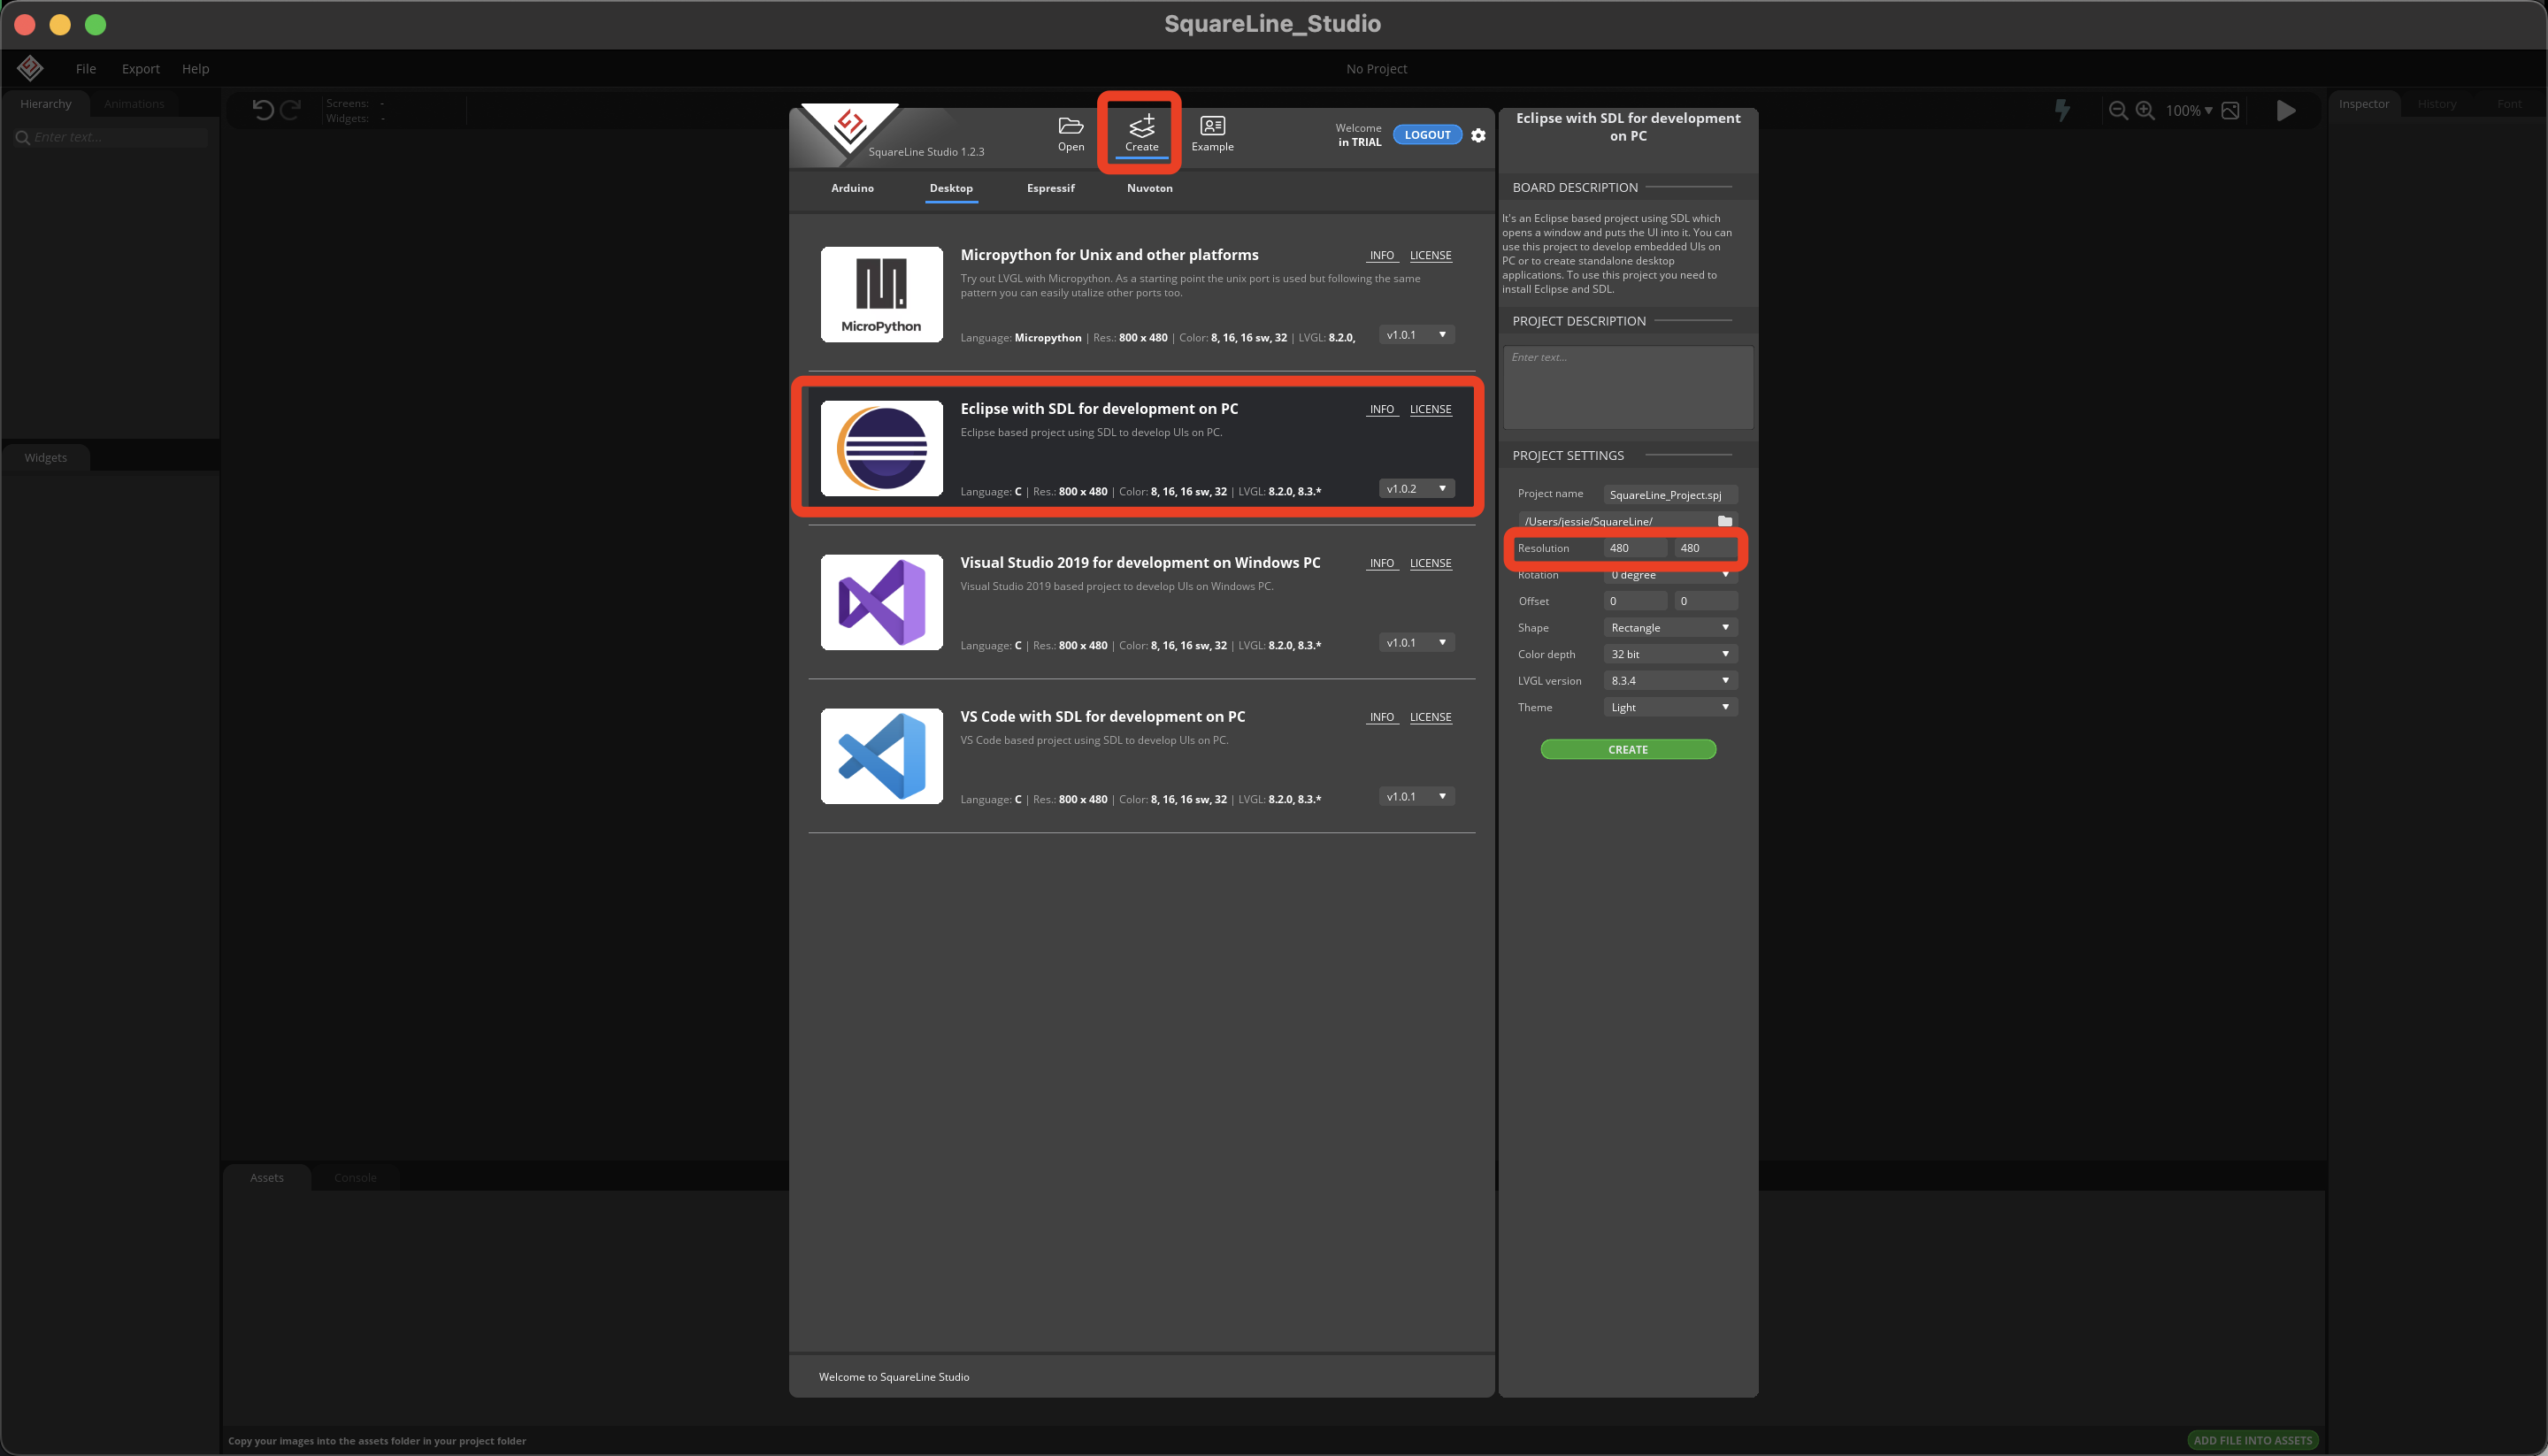 SquareLine_Studio
File Export Help
No Project
Hierarchy Animations
Screens: -
Widgets: -
100%
Inspector History Font
Enter text...
Widgets
SquareLine Studio 1.2.3
Open Create Example
Welcome
in TRIAL
LOGOUT
Arduino Desktop Espressif Nuvoton
Micropython for Unix and other platforms
INFO LICENSE
Try out LVGL with Micropython. As a starting point the unix port is used but following the same
pattern you can easily utalize other ports too.
MicroPython
Language: Micropython | Res.: 800 x 480 | Color: 8, 16, 16 sw, 32 | LVGL: 8.2.0,
v1.0.1
Eclipse with SDL for development on PC
INFO LICENSE
Eclipse based project using SDL to develop UIs on PC.
Language: C | Res.: 800 x 480 | Color: 8, 16, 16 sw, 32 | LVGL: 8.2.0, 8.3.*
v1.0.2
Visual Studio 2019 for development on Windows PC
INFO LICENSE
Visual Studio 2019 based project to develop UIs on Windows PC.
Language: C | Res.: 800 x 480 | Color: 8, 16, 16 sw, 32 | LVGL: 8.2.0, 8.3.*
v1.0.1
VS Code with SDL for development on PC
INFO LICENSE
VS Code based project using SDL to develop UIs on PC.
Language: C | Res.: 800 x 480 | Color: 8, 16, 16 sw, 32 | LVGL: 8.2.0, 8.3.*
v1.0.1
Welcome to SquareLine Studio
Eclipse with SDL for development
on PC
BOARD DESCRIPTION
It's an Eclipse based project using SDL which
opens a window and puts the UI into it. You can
use this project to develop embedded UIs on
PC or to create standalone desktop
applications. To use this project you need to
install Eclipse and SDL.
PROJECT DESCRIPTION
Enter text...
PROJECT SETTINGS
Project name SquareLine_Project.spj
/Users/jessie/SquareLine/
Resolution 480 480
Rotation 0 degree
Offset 0 0
Shape Rectangle
Color depth 32 bit
LVGL version 8.3.4
Theme Light
CREATE
Assets Console
Copy your images into the assets folder in your project folder
ADD FILE INTO ASSETS